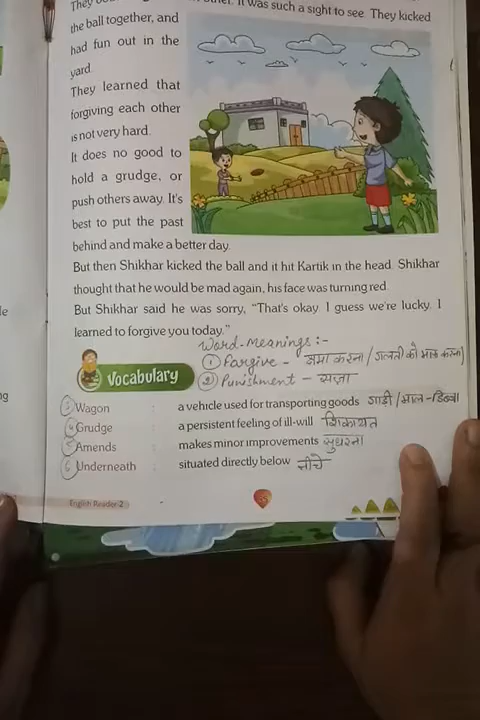 It was such a sight to see. They kicked
the ball together, and
had fun out in the
yard.
They learned that
forgiving each other
is not very hard.
It does no good to
hold a grudge, or
push others away. It's
best to put the past
behind and make a better day.
But then Shikhar kicked the ball and it hit Kartik in the head. Shikhar
thought that he would be mad again, his face was turning red.
But Shikhar said he was sorry, "That's okay I guess we're lucky. I
learned to forgive you today."
Word-Meanings:-
① Forgive - क्षमा करना / गलती को माफ करना)
② Punishment - सज़ा
Vocabulary
③ Wagon : a vehicle used for transporting goods गाड़ी / माल-डिब्बा
④ Grudge : a persistent feeling of ill-will शिकायत
⑤ Amends : makes minor improvements सुधरना
⑥ Underneath : situated directly below नीचे
English Reader-2